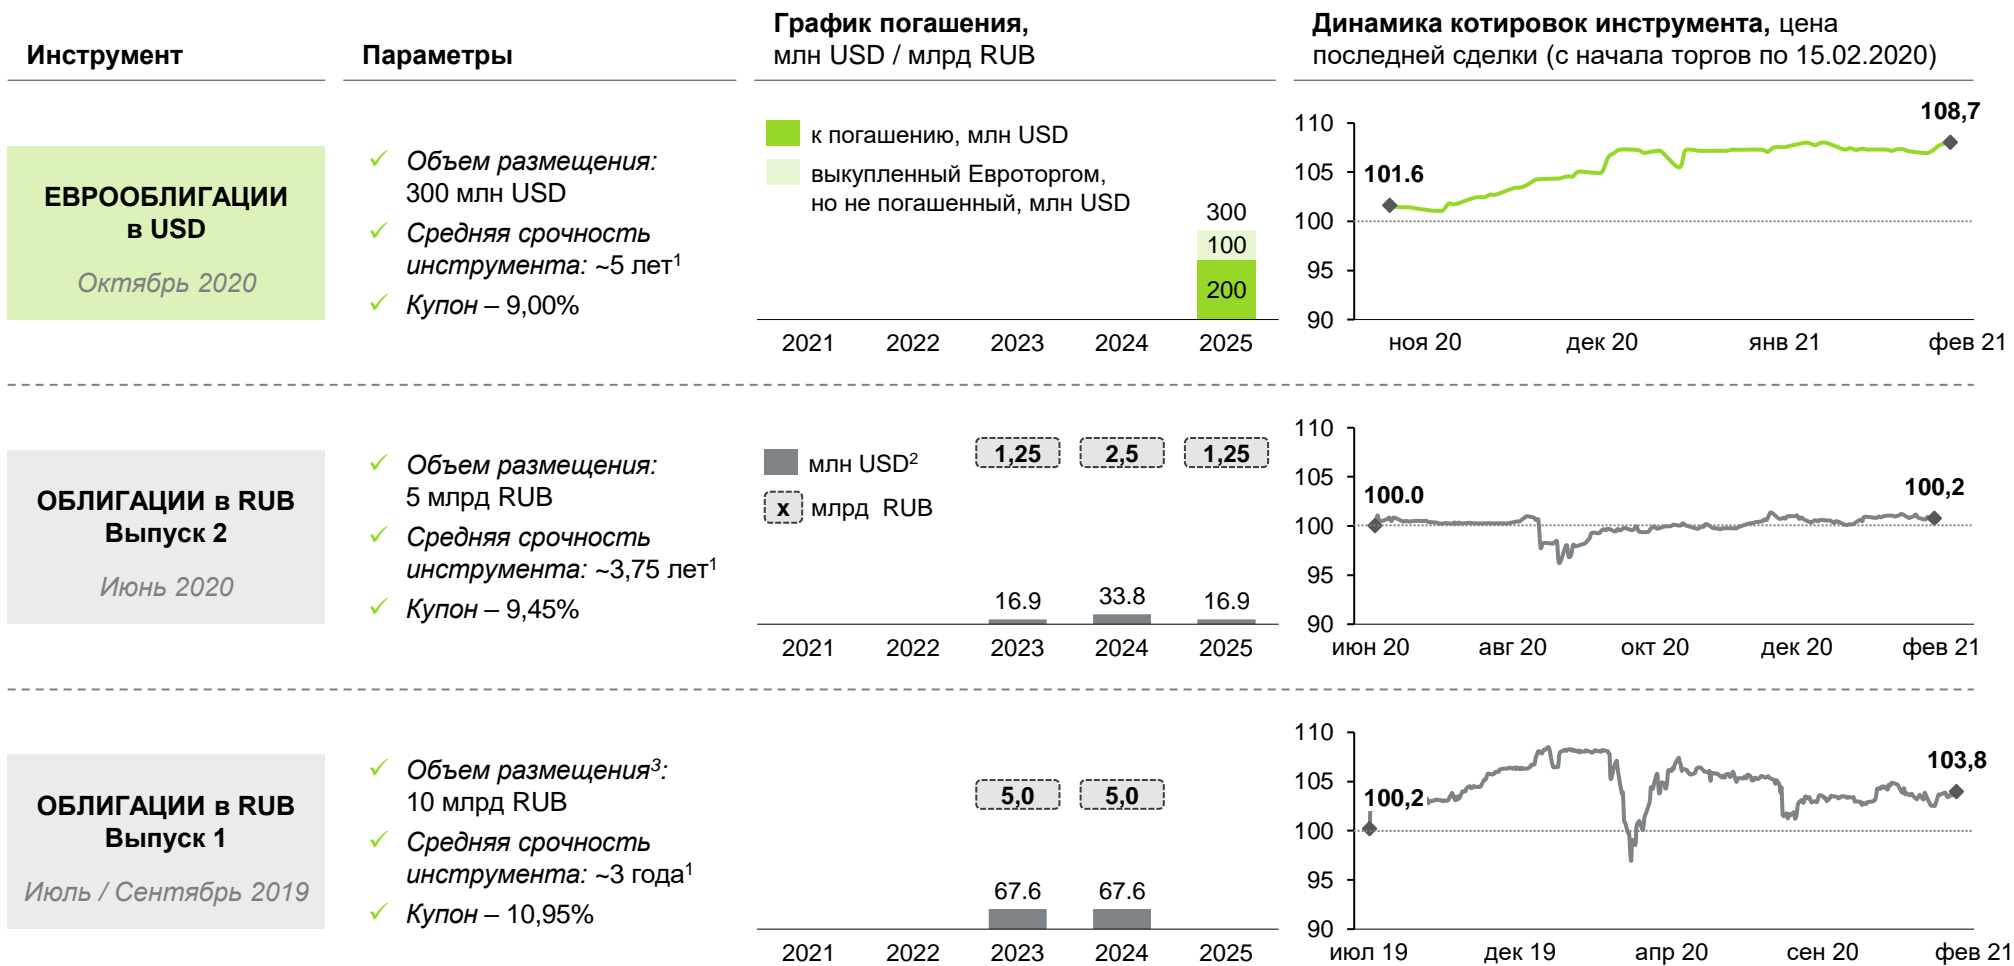 Инструмент
Параметры
График погашения,
млн USD / млрд RUB
Динамика котировок инструмента, цена
последней сделки (с начала торгов по 15.02.2020)
ЕВРООБЛИГАЦИИ
в USD
Октябрь 2020
✓ Объем размещения:
300 млн USD
✓ Средняя срочность
инструмента: ~5 лет¹
✓ Купон – 9,00%
к погашению, млн USD
выкупленный Евроторгом,
но не погашенный, млн USD
300
100
200
2021 2022 2023 2024 2025
108,7
101.6
110
105
100
95
90
ноя 20 дек 20 янв 21 фев 21
ОБЛИГАЦИИ в RUB
Выпуск 2
Июнь 2020
✓ Объем размещения:
5 млрд RUB
✓ Средняя срочность
инструмента: ~3,75 лет¹
✓ Купон – 9,45%
млн USD²
x млрд RUB
1,25 2,5 1,25
16.9 33.8 16.9
2021 2022 2023 2024 2025
100.0
100,2
110
105
100
95
90
июн 20 авг 20 окт 20 дек 20 фев 21
ОБЛИГАЦИИ в RUB
Выпуск 1
Июль / Сентябрь 2019
✓ Объем размещения³:
10 млрд RUB
✓ Средняя срочность
инструмента: ~3 года¹
✓ Купон – 10,95%
5,0 5,0
67.6 67.6
2021 2022 2023 2024 2025
103,8
100,2
110
105
100
95
90
июл 19 дек 19 апр 20 сен 20 фев 21